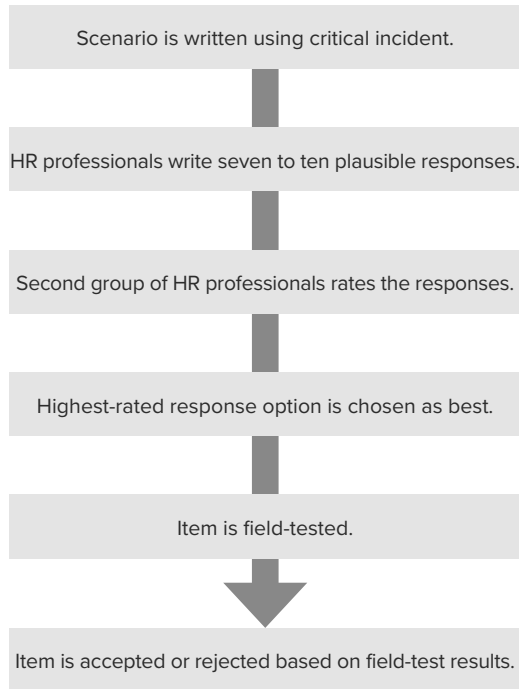 Scenario is written using critical incident.
HR professionals write seven to ten plausible responses.
Second group of HR professionals rates the responses.
Highest-rated response option is chosen as best.
Item is field-tested.
Item is accepted or rejected based on field-test results.